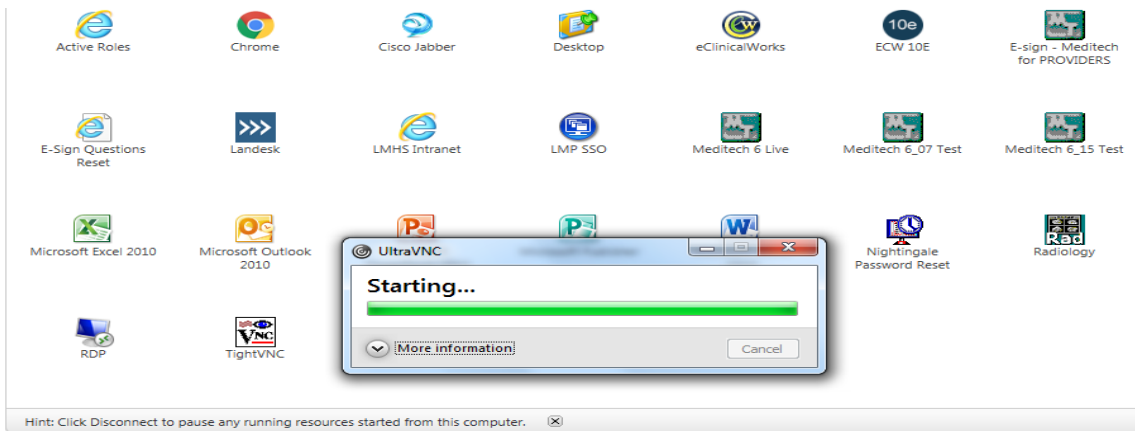 10e
Active Roles
Chrome
Cisco Jabber
Desktop
eClinicalWorks
ECW 10E
E-sign - Meditech
for PROVIDERS
E-Sign Questions
Reset
Landesk
LMHS Intranet
LMP SSO
Meditech 6 Live
Meditech 6_07 Test
Meditech 6_15 Test
Microsoft Excel 2010
Microsoft Outlook
2010
Nightingale
Password Reset
Rad
Radiology
UltraVNC
Starting...
More information
Cancel
RDP
VNC
TightVNC
Hint: Click Disconnect to pause any running resources started from this computer.